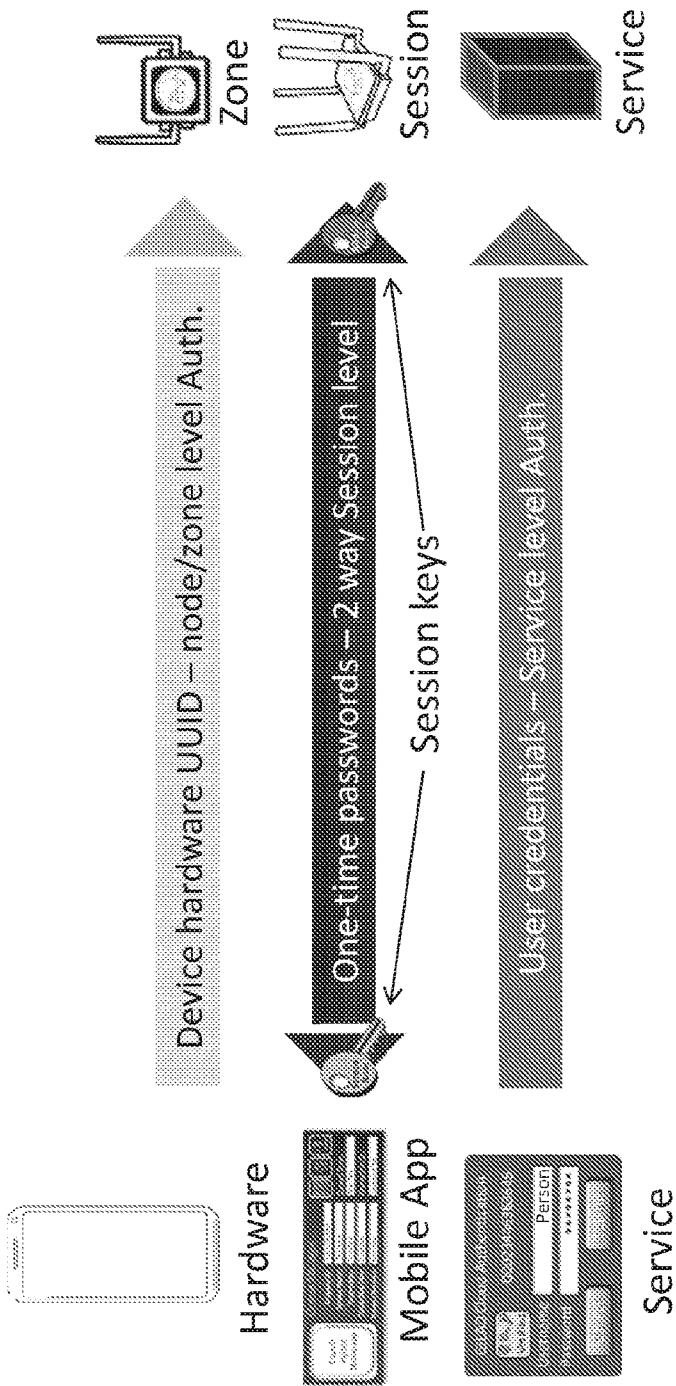 Hardware
Device hardware UUID – node/zone level Auth.
Zone
Mobile App
One-time passwords – 2 way Session level
Session
Session keys
Person
********
Service
User credentials – Service level Auth.
Service